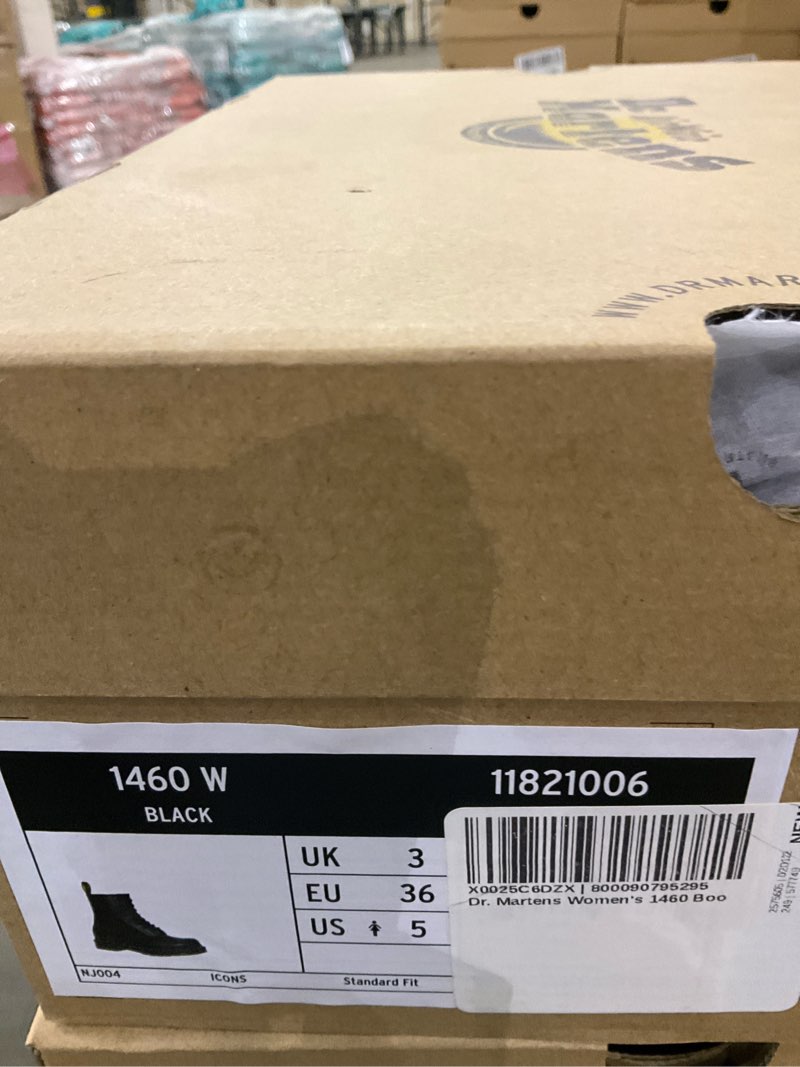 Dr. Martens
WWW.DRMAR
1460 W
BLACK
11821006
UK 3
EU 36
US 5
NJ004
ICONS
Standard Fit
X0025C6DZX | 800090795295
Dr. Martens Women's 1460 Boo
NEW